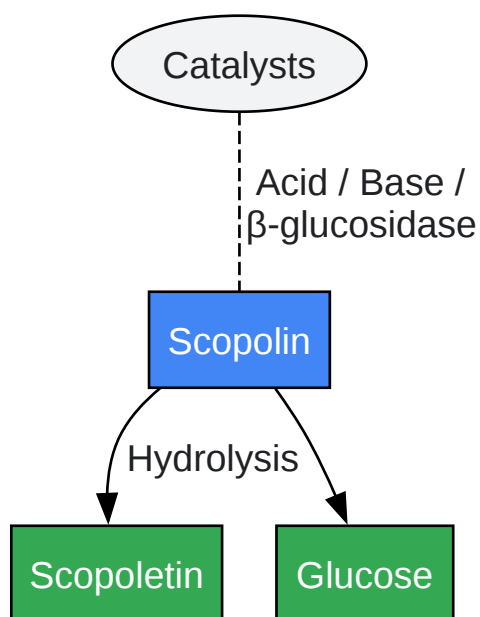 Catalysts
Acid / Base /
β-glucosidase
Scopolin
Hydrolysis
Scopoletin
Glucose